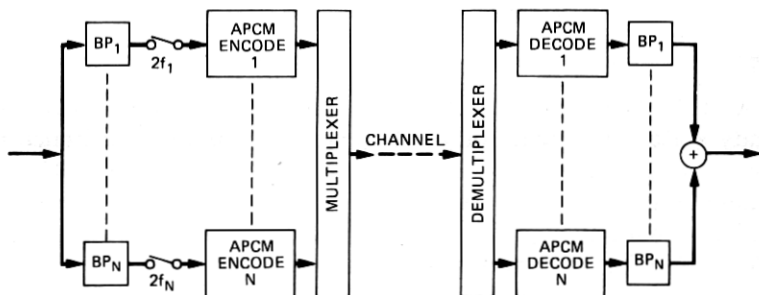 BP1
2f1
APCM
ENCODE
1
MULTIPLEXER
CHANNEL
DEMULTIPLEXER
APCM
DECODE
1
BP1
+
BPN
2fN
APCM
ENCODE
N
APCM
DECODE
N
BPN